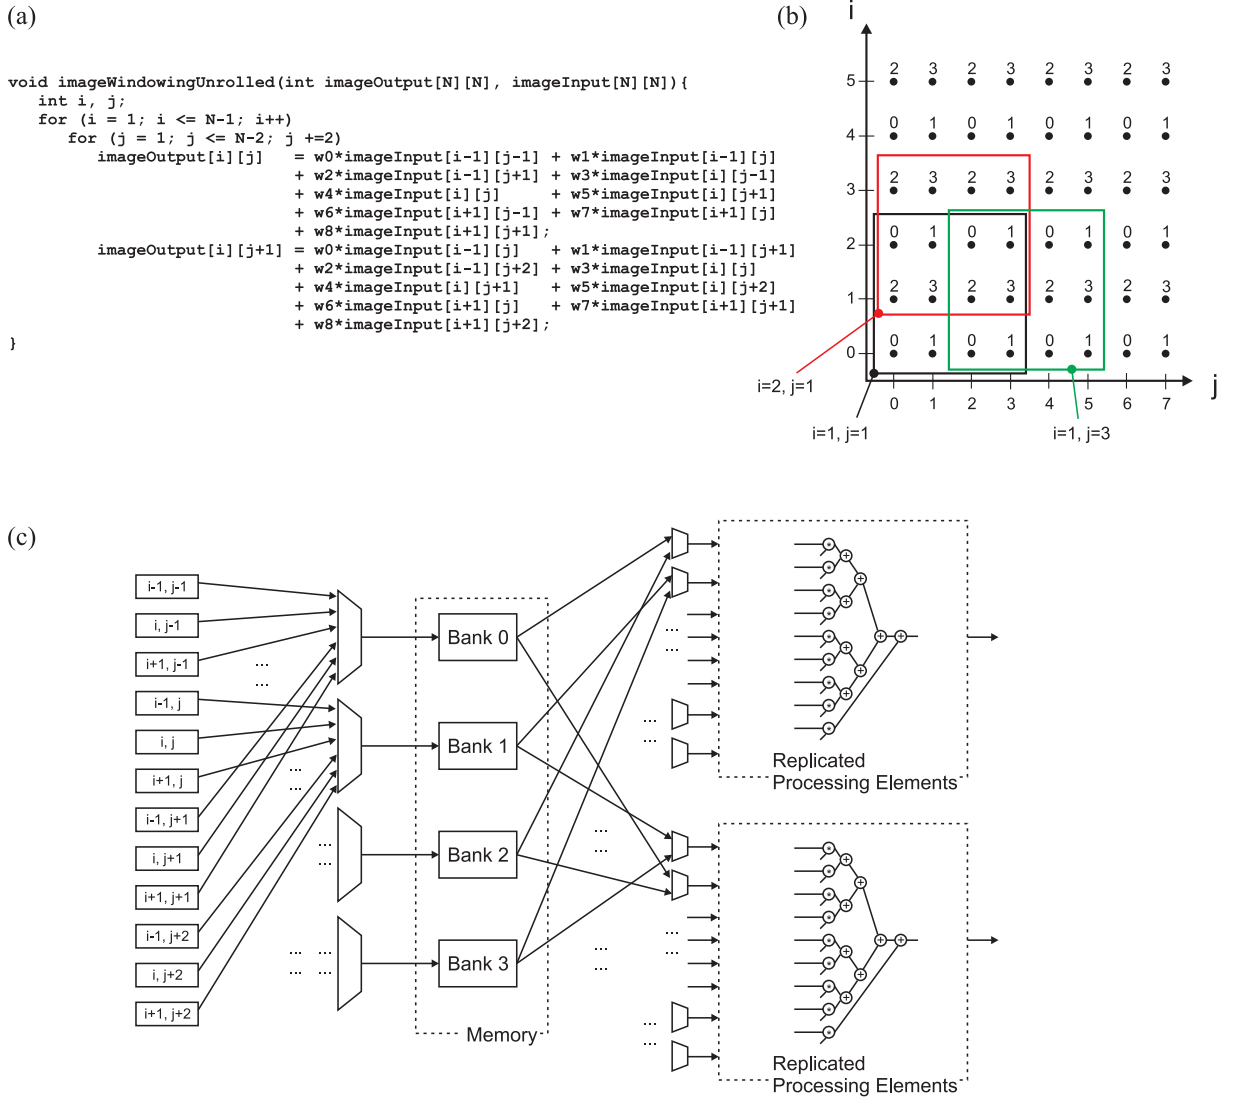 (a)
void imageWindowingUnrolled(int imageOutput[N][N], imageInput[N][N]){
int i, j;
for (i = 1; i <= N-1; i++)
for (j = 1; j <= N-2; j +=2)
imageOutput[i][j] = w0*imageInput[i-1][j-1] + w1*imageInput[i-1][j]
+ w2*imageInput[i-1][j+1] + w3*imageInput[i][j-1]
+ w4*imageInput[i][j] + w5*imageInput[i][j+1]
+ w6*imageInput[i+1][j-1] + w7*imageInput[i+1][j]
+ w8*imageInput[i+1][j+1];
imageOutput[i][j+1] = w0*imageInput[i-1][j] + w1*imageInput[i-1][j+1]
+ w2*imageInput[i-1][j+2] + w3*imageInput[i][j]
+ w4*imageInput[i][j+1] + w5*imageInput[i][j+2]
+ w6*imageInput[i+1][j] + w7*imageInput[i+1][j+1]
+ w8*imageInput[i+1][j+2];
}
(b)
i
2 3 2 3 2 3 2 3
5
0 1 0 1 0 1 0 1
4
2 3 2 3 2 3 2 3
3
0 1 0 1 0 1 0 1
2
2 3 2 3 2 3 2 3
1
0 1 0 1 0 1 0 1
0
j
0 1 2 3 4 5 6 7
i=2, j=1
i=1, j=1
i=1, j=3
(c)
i-1, j-1
i, j-1
i+1, j-1
i-1, j
i, j
i+1, j
i-1, j+1
i, j+1
i+1, j+1
i-1, j+2
i, j+2
i+1, j+2
...
...
...
...
...
...
... ...
... ...
Bank 0
Bank 1
Bank 2
Bank 3
Memory
...
...
... ...
... ...
... ...
... ...
...
...
...
...
Replicated
Processing Elements
Replicated
Processing Elements